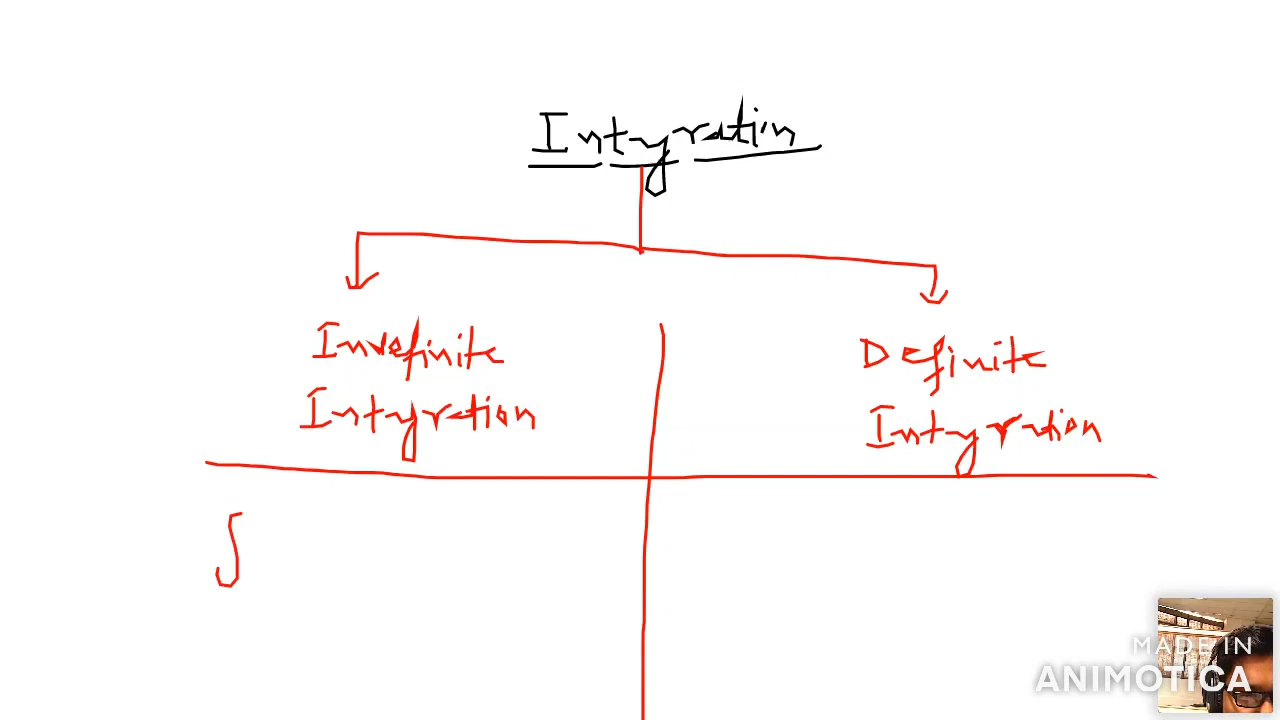 Integration
Indefinite
Integration
Definite
Integration
∫
MADE IN
ANIMOTICA